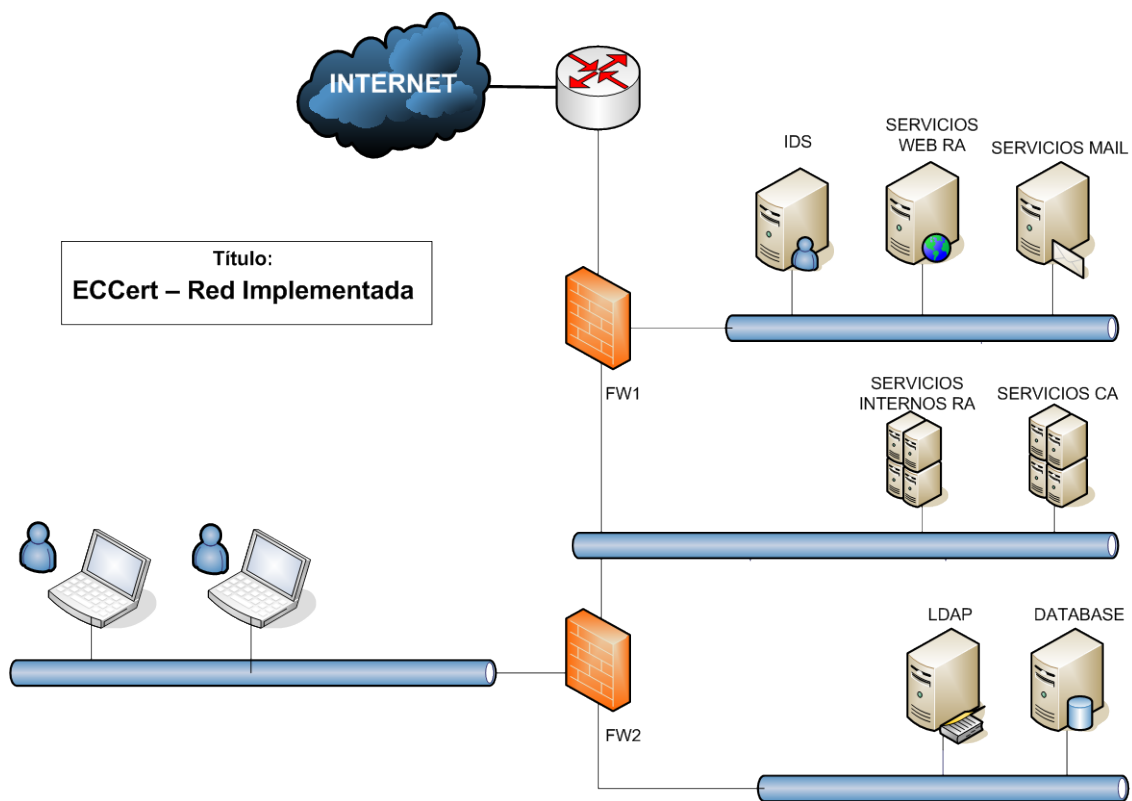 INTERNET
IDS
SERVICIOS
WEB RA
SERVICIOS MAIL
Título:
ECCert – Red Implementada
FW1
SERVICIOS
INTERNOS RA
SERVICIOS CA
LDAP
DATABASE
FW2